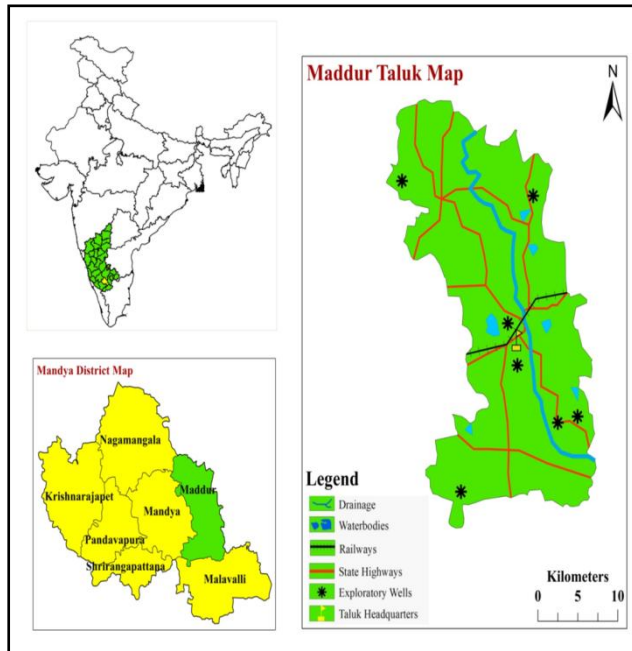 Maddur Taluk Map
N
Mandya District Map
Nagamangala
Krishnarajapet
Maddur
Mandya
Pandavapura
Shrirangapattana
Malavalli
Legend
Drainage
Waterbodies
Railways
State Highways
Exploratory Wells
Taluk Headquarters
Kilometers
0 5 10